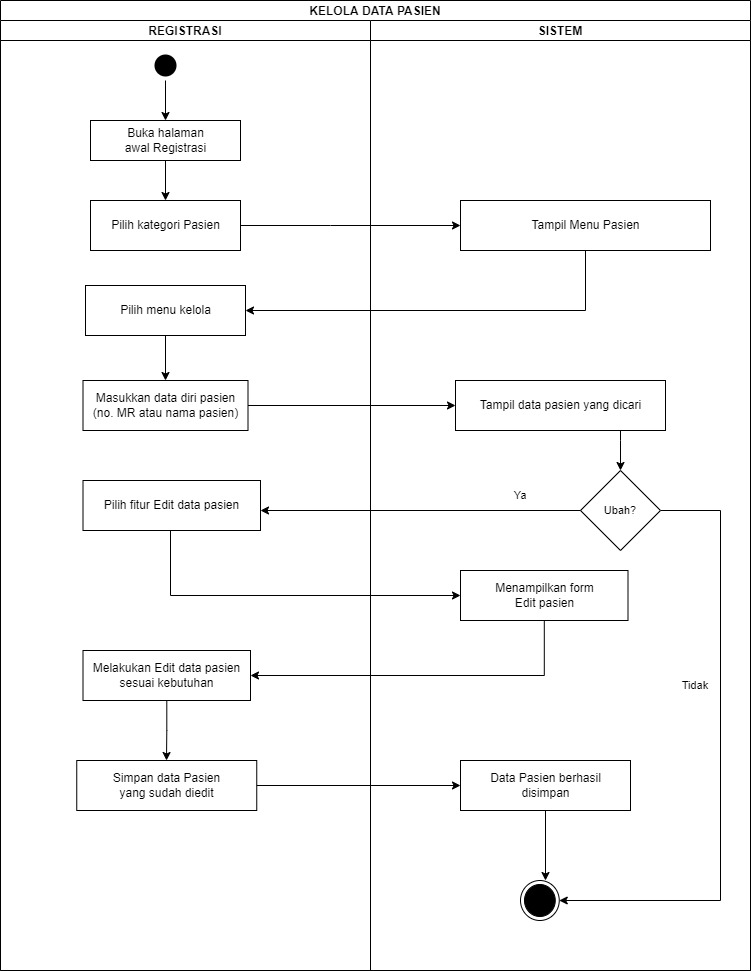 KELOLA DATA PASIEN
REGISTRASI
SISTEM
Buka halaman
awal Registrasi
Pilih kategori Pasien
Tampil Menu Pasien
Pilih menu kelola
Masukkan data diri pasien
(no. MR atau nama pasien)
Tampil data pasien yang dicari
Ubah?
Ya
Pilih fitur Edit data pasien
Menampilkan form
Edit pasien
Melakukan Edit data pasien
sesuai kebutuhan
Tidak
Simpan data Pasien
yang sudah diedit
Data Pasien berhasil
disimpan